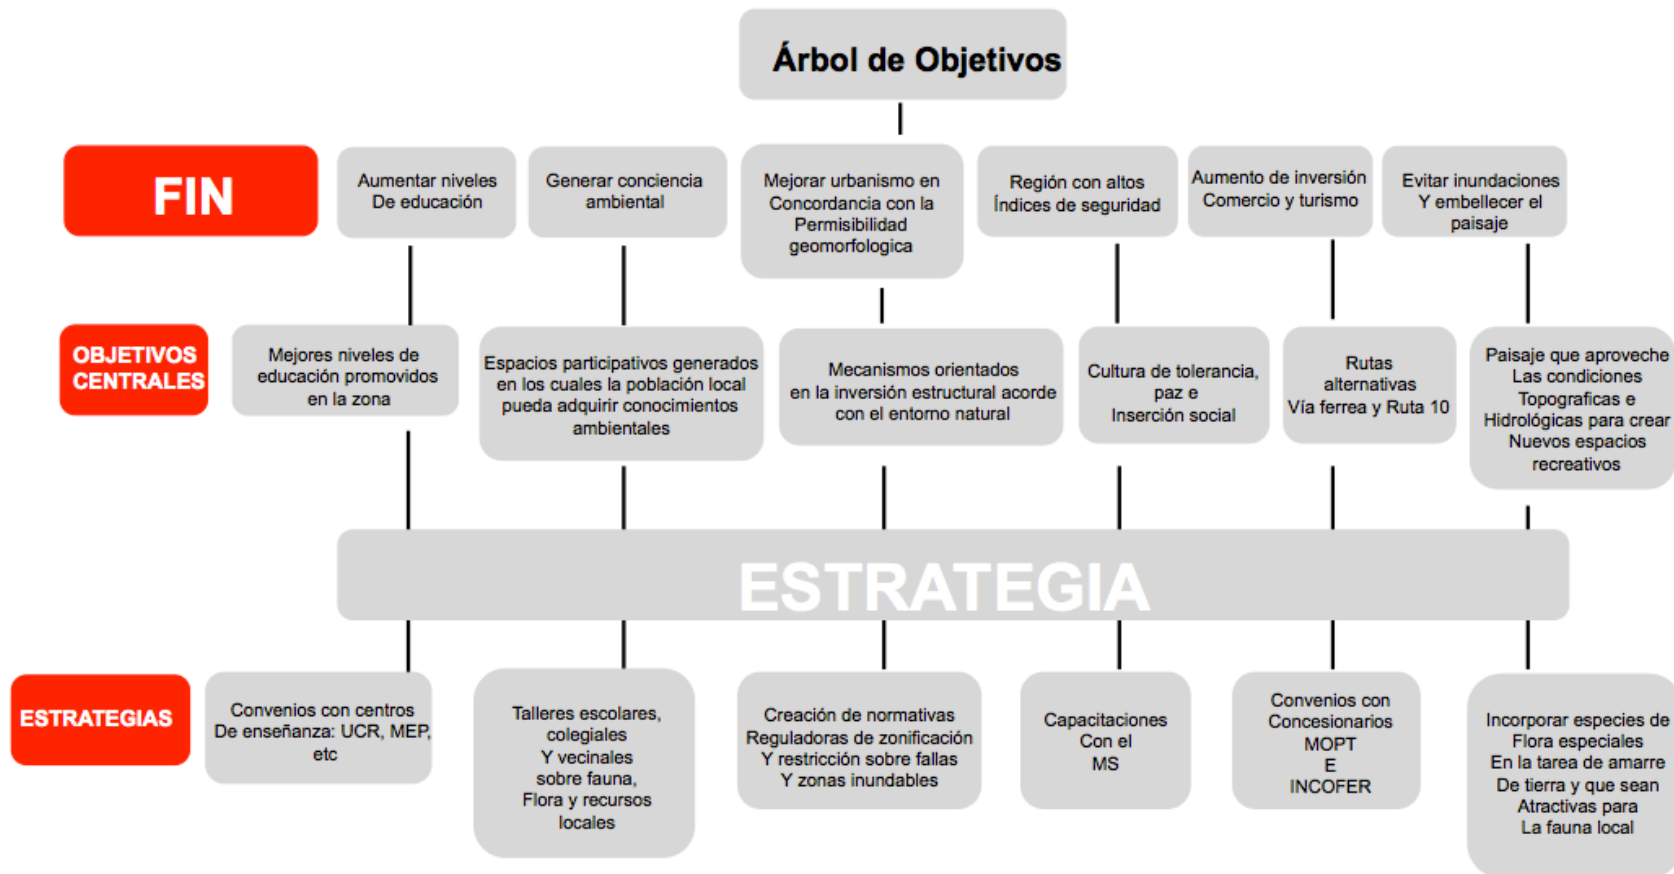 Árbol de Objetivos
FIN
Aumentar niveles
De educación
Generar conciencia
ambiental
Mejorar urbanismo en
Concordancia con la
Permisibilidad
geomorfologica
Región con altos
Índices de seguridad
Aumento de inversión
Comercio y turismo
Evitar inundaciones
Y embellecer el
paisaje
OBJETIVOS
CENTRALES
Mejores niveles de
educación promovidos
en la zona
Espacios participativos generados
en los cuales la población local
pueda adquirir conocimientos
ambientales
Mecanismos orientados
en la inversión estructural acorde
con el entorno natural
Cultura de tolerancia,
paz e
Inserción social
Rutas
alternativas
Vía ferrea y Ruta 10
Paisaje que aproveche
Las condiciones
Topograficas e
Hidrológicas para crear
Nuevos espacios
recreativos
ESTRATEGIA
ESTRATEGIAS
Convenios con centros
De enseñanza: UCR, MEP,
etc
Talleres escolares,
colegiales
Y vecinales
sobre fauna,
Flora y recursos
locales
Creación de normativas
Reguladoras de zonificación
Y restricción sobre fallas
Y zonas inundables
Capacitaciones
Con el
MS
Convenios con
Concesionarios
MOPT
E
INCOFER
Incorporar especies de
Flora especiales
En la tarea de amarre
De tierra y que sean
Atractivas para
La fauna local